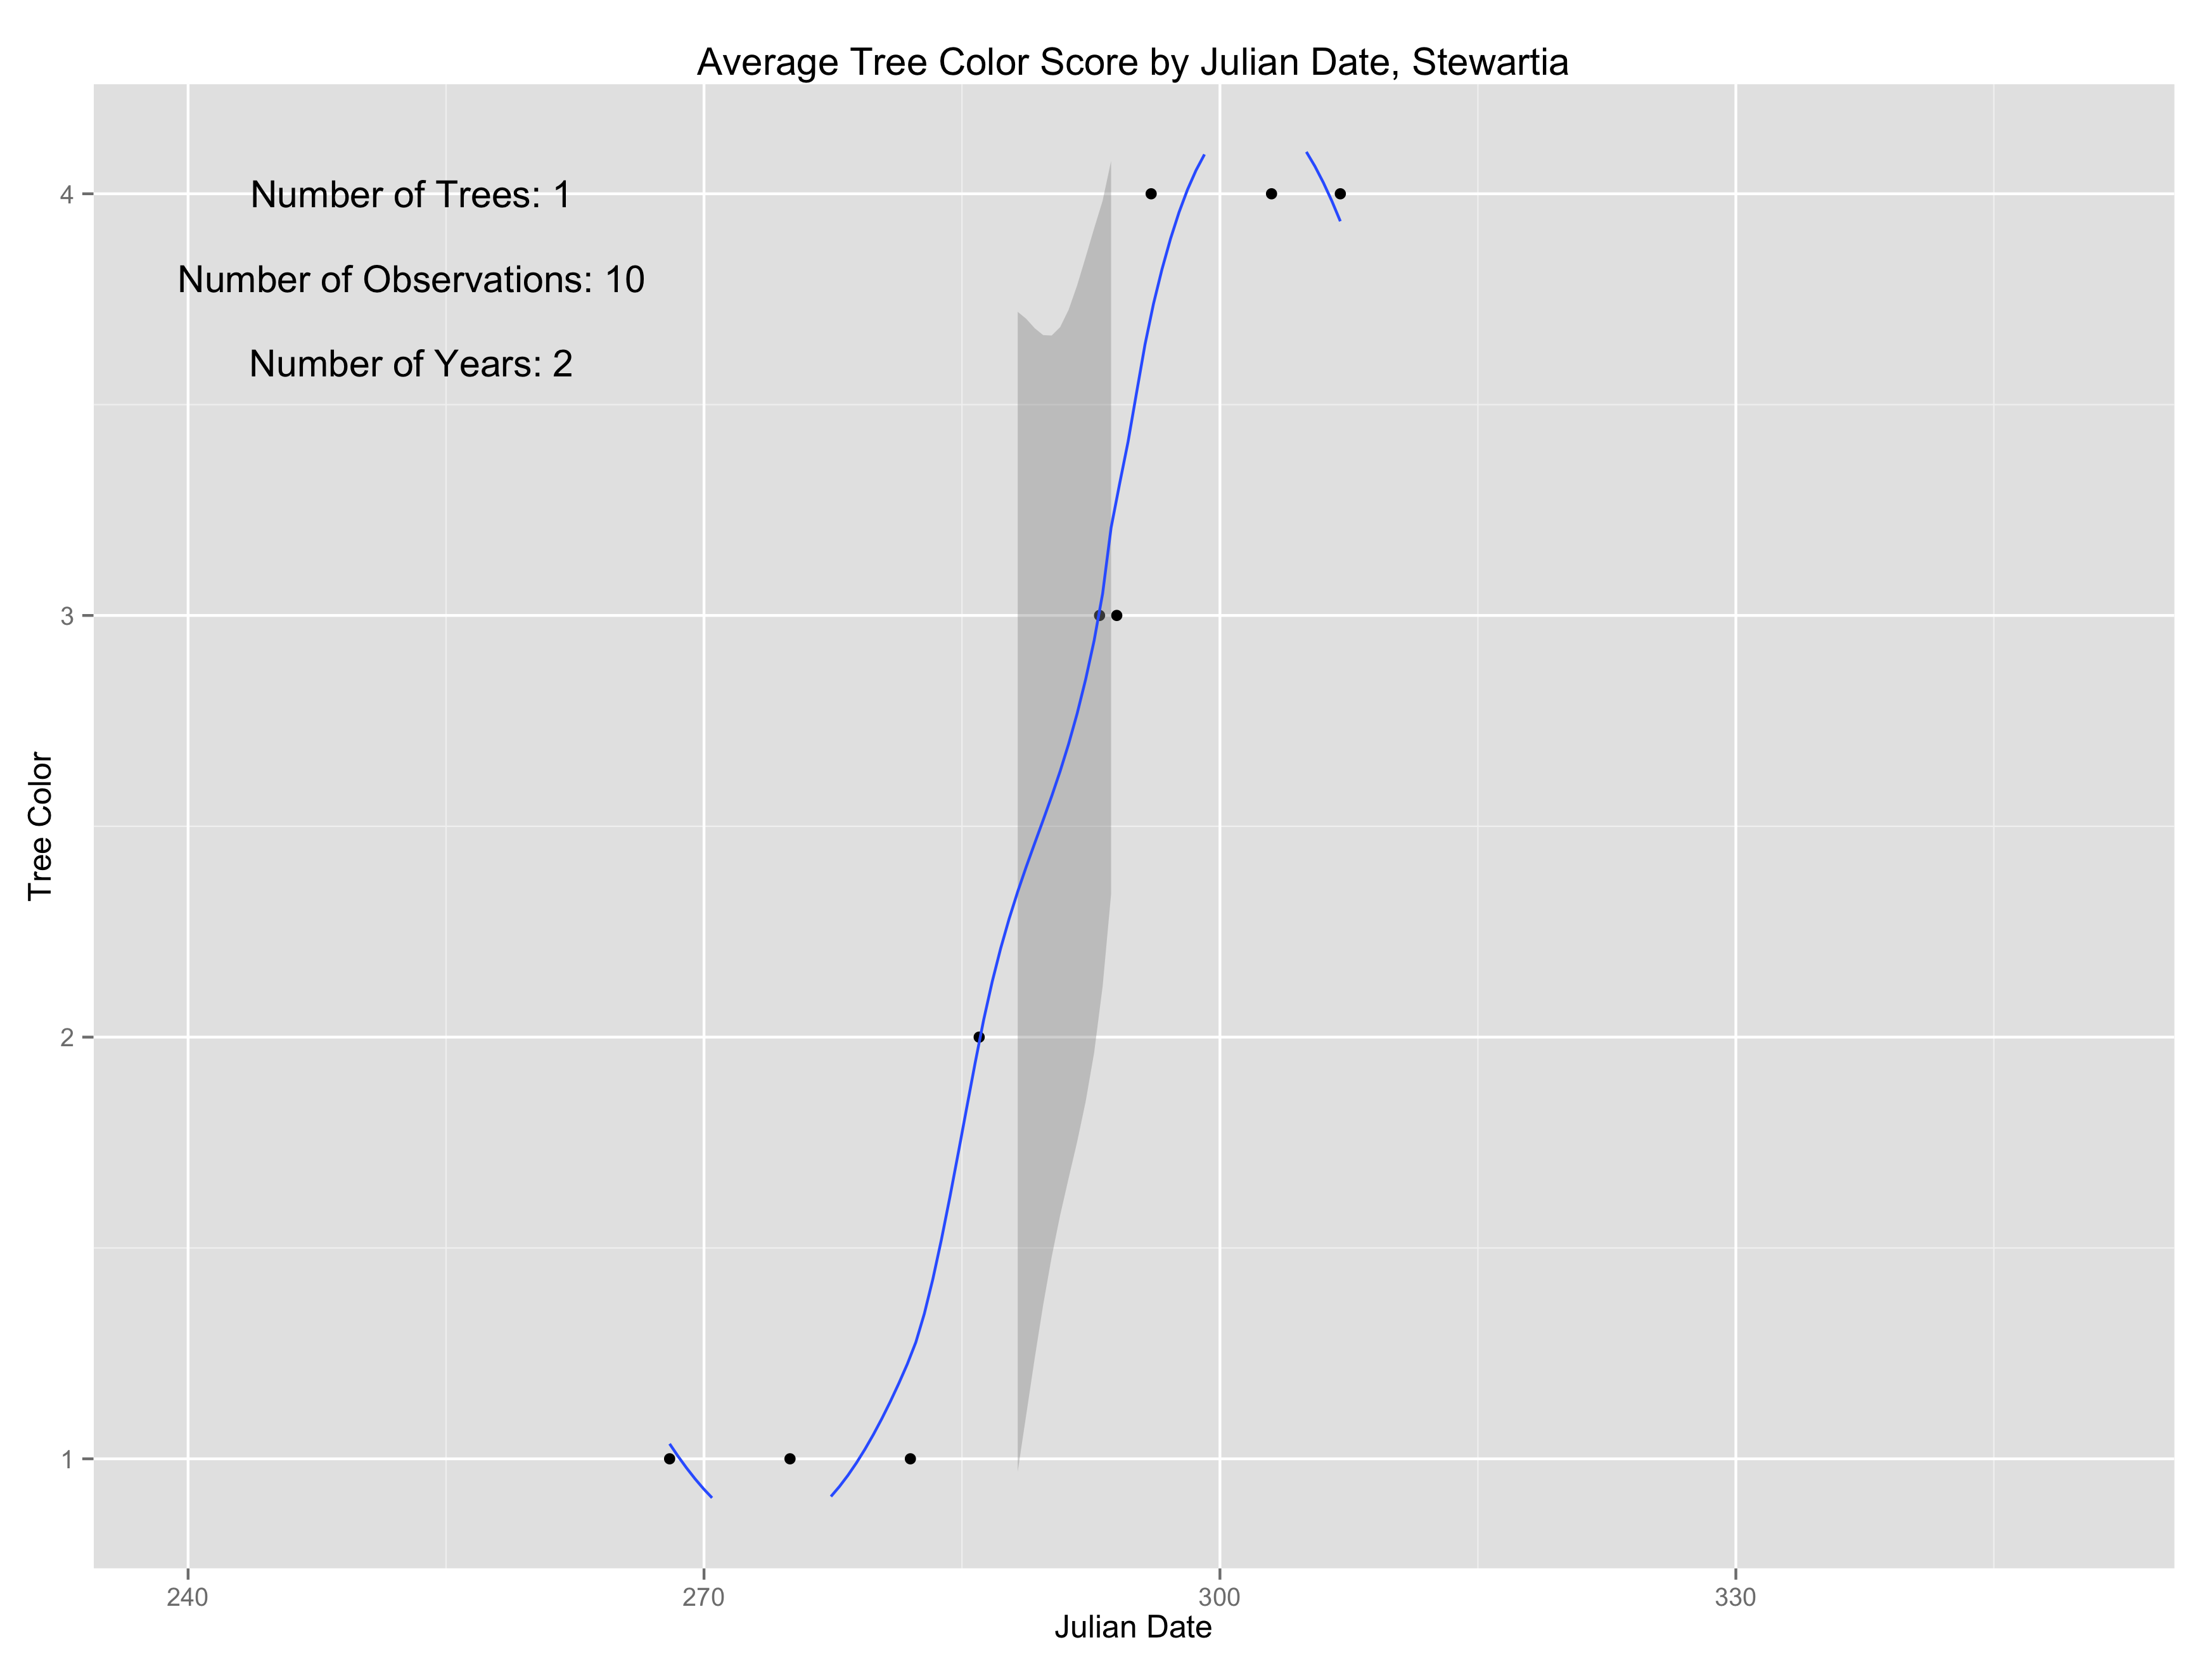 Average Tree Color Score by Julian Date, Stewartia
Number of Trees: 1
Number of Observations: 10
Number of Years: 2
Tree Color
4
3
2
1
240 270 300 330
Julian Date